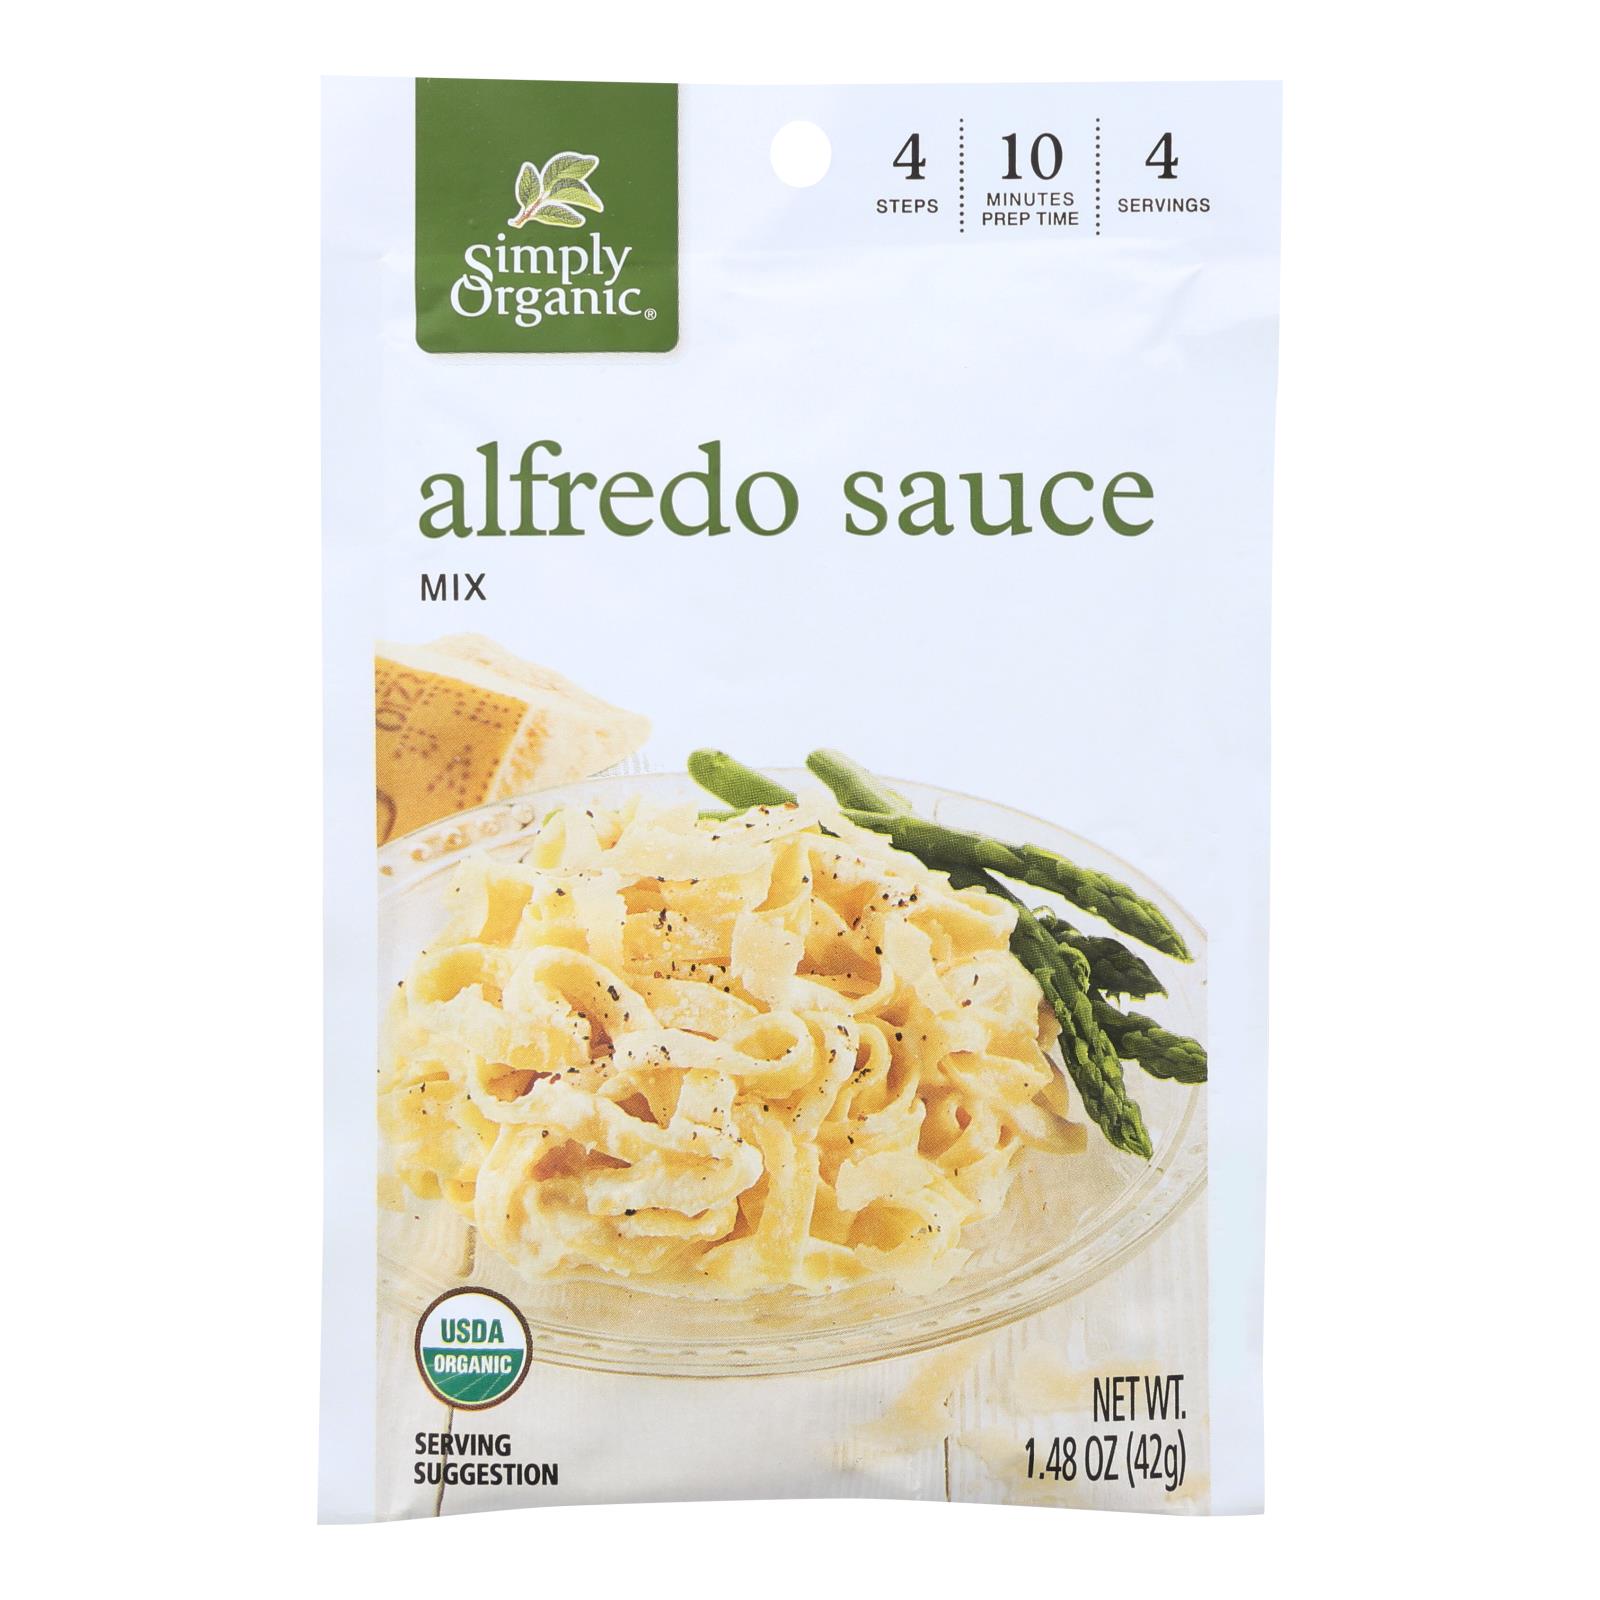 Simply
Organic®
4
STEPS
10
MINUTES
PREP TIME
4
SERVINGS
alfredo sauce
MIX
USDA
ORGANIC
SERVING
SUGGESTION
NET WT.
1.48 OZ (42g)